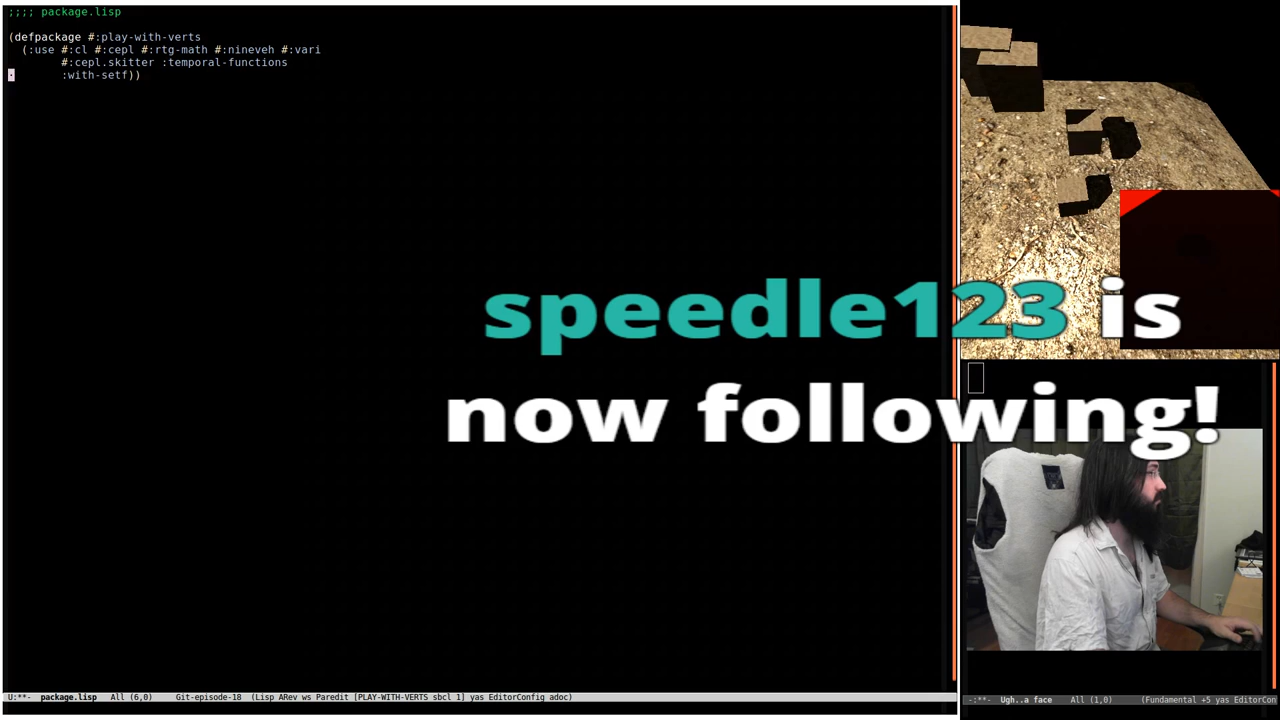 ;;;; package.lisp
(defpackage #:play-with-verts
(:use #:cl #:cepl #:rtg-math #:nineveh #:vari
#:cepl.skitter :temporal-functions
:with-setf))
speedle123 is
now following!
U:**- package.lisp All (6,0) Git-episode-18 (Lisp ARev ws Paredit [PLAY-WITH-VERTS sbcl 1] yas EditorConfig adoc)
-:**- Ugh..a face All (1,0) (Fundamental +5 yas EditorCon